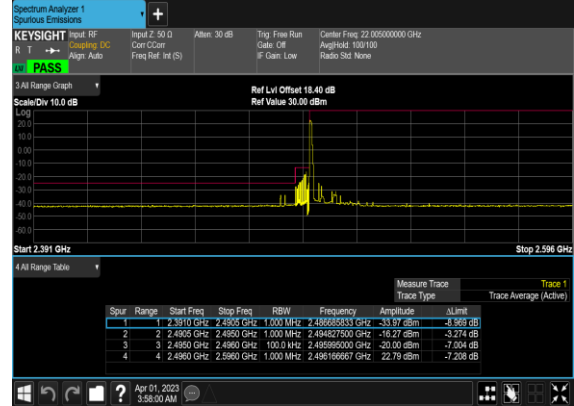 Spectrum Analyzer 1
Spurious Emissions
KEYSIGHT Input: RF Input Z: 50 Ω Atten: 30 dB Trig: Free Run Center Freq: 22.005000000 GHz
R T Coupling: DC Corr CCorr Gate: Off Avg|Hold: 100/100
Align: Auto Freq Ref: Int (S) IF Gain: Low Radio Std: None
PASS
3 All Range Graph
Ref Lvl Offset 18.40 dB
Scale/Div 10.0 dB Ref Value 30.00 dBm
Log
20.0
10.0
0.00
-10.0
-20.0
-30.0
-40.0
-50.0
-60.0
Start 2.391 GHz Stop 2.596 GHz
4 All Range Table
Measure Trace Trace 1
Trace Type Trace Average (Active)
Spur Range Start Freq Stop Freq RBW Frequency Amplitude ΔLimit
1 1 2.3910 GHz 2.4905 GHz 1.000 MHz 2.486685833 GHz -33.97 dBm -8.969 dB
2 2 2.4905 GHz 2.4950 GHz 1.000 MHz 2.494827500 GHz -16.27 dBm -3.274 dB
3 3 2.4950 GHz 2.4960 GHz 100.0 kHz 2.495995000 GHz -20.00 dBm -7.004 dB
4 4 2.4960 GHz 2.5960 GHz 1.000 MHz 2.496166667 GHz 22.79 dBm -7.208 dB
Apr 01, 2023
3:58:00 AM